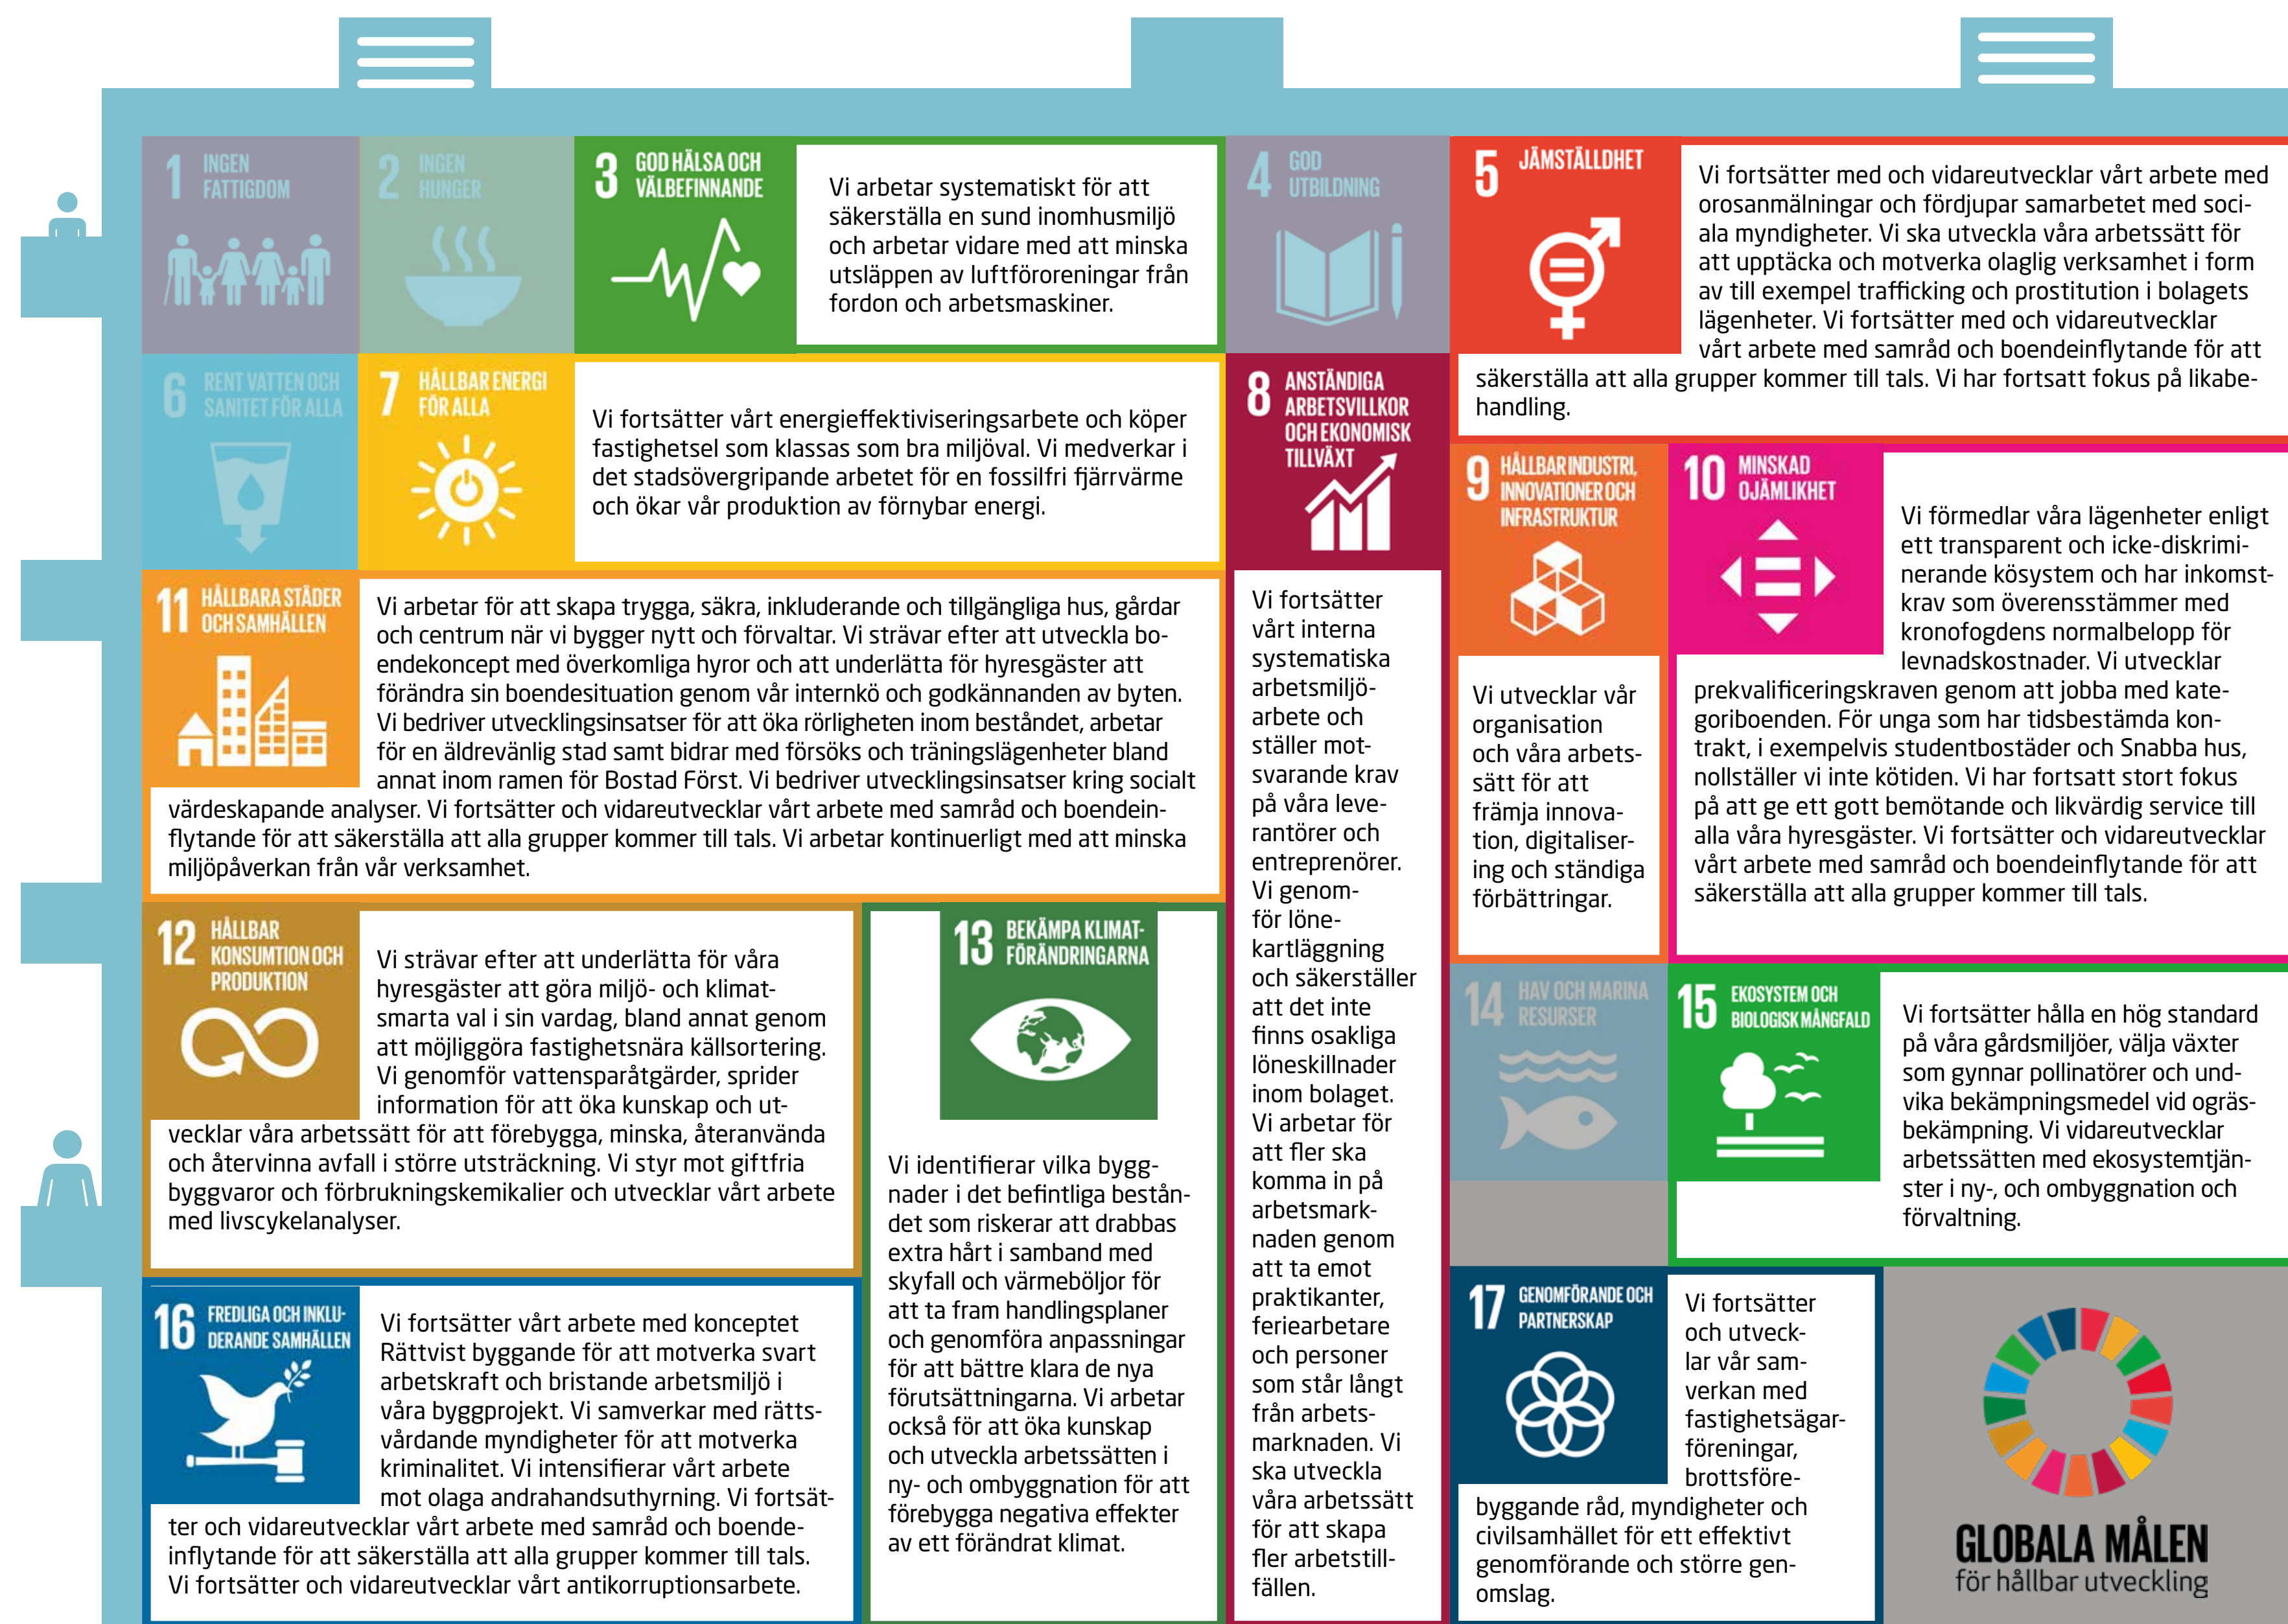 1 INGEN
FATTIGDOM
2 INGEN
HUNGER
3 GOD HÄLSA OCH
VÄLBEFINNANDE
Vi arbetar systematiskt för att
säkerställa en sund inomhusmiljö
och arbetar vidare med att minska
utsläppen av luftföroreningar från
fordon och arbetsmaskiner.
4 GOD
UTBILDNING
5 JÄMSTÄLLDHET
Vi fortsätter med och vidareutvecklar vårt arbete med
orosanmälningar och fördjupar samarbetet med soci-
ala myndigheter. Vi ska utveckla våra arbetssätt för
att upptäcka och motverka olaglig verksamhet i form
av till exempel trafficking och prostitution i bolagets
lägenheter. Vi fortsätter med och vidareutvecklar
vårt arbete med samråd och boendeinflytande för att
säkerställa att alla grupper kommer till tals. Vi har fortsatt fokus på likabe-
handling.
6 RENT VATTEN OCH
SANITET FÖR ALLA
7 HÅLLBAR ENERGI
FÖR ALLA
Vi fortsätter vårt energieffektiviseringsarbete och köper
fastighetsel som klassas som bra miljöval. Vi medverkar i
det stadsövergripande arbetet för en fossilfri fjärrvärme
och ökar vår produktion av förnybar energi.
8 ANSTÄNDIGA
ARBETSVILLKOR
OCH EKONOMISK
TILLVÄXT
Vi fortsätter
vårt interna
systematiska
arbetsmiljö-
arbete och
ställer mot-
svarande krav
på våra leve-
rantörer och
entreprenörer.
Vi genom-
för löne-
kartläggning
och säkerställer
att det inte
finns osakliga
löneskillnader
inom bolaget.
Vi arbetar för
att fler ska
komma in på
arbetsmark-
naden genom
att ta emot
praktikanter,
feriearbetare
och personer
som står långt
från arbets-
marknaden. Vi
ska utveckla
våra arbetssätt
för att skapa
fler arbetstill-
fällen.
9 HÅLLBAR INDUSTRI,
INNOVATIONER OCH
INFRASTRUKTUR
Vi utvecklar vår
organisation
och våra arbets-
sätt för att
främja innova-
tion, digitaliser-
ing och ständiga
förbättringar.
10 MINSKAD
OJÄMLIKHET
Vi förmedlar våra lägenheter enligt
ett transparent och icke-diskrimi-
nerande kösystem och har inkomst-
krav som överensstämmer med
kronofogdens normalbelopp för
levnadskostnader. Vi utvecklar
prekvalificeringskraven genom att jobba med kate-
goriboenden. För unga som har tidsbestämda kon-
trakt, i exempelvis studentbostäder och Snabba hus,
nollställer vi inte kötiden. Vi har fortsatt stort fokus
på att ge ett gott bemötande och likvärdig service till
alla våra hyresgäster. Vi fortsätter och vidareutvecklar
vårt arbete med samråd och boendeinflytande för att
säkerställa att alla grupper kommer till tals.
11 HÅLLBARA STÄDER
OCH SAMHÄLLEN
Vi arbetar för att skapa trygga, säkra, inkluderande och tillgängliga hus, gårdar
och centrum när vi bygger nytt och förvaltar. Vi strävar efter att utveckla bo-
endekoncept med överkomliga hyror och att underlätta för hyresgäster att
förändra sin boendesituation genom vår internkö och godkännanden av byten.
Vi bedriver utvecklingsinsatser för att öka rörligheten inom beståndet, arbetar
för en äldrevänlig stad samt bidrar med försöks och träningslägenheter bland
annat inom ramen för Bostad Först. Vi bedriver utvecklingsinsatser kring socialt
värdeskapande analyser. Vi fortsätter och vidareutvecklar vårt arbete med samråd och boendein-
flytande för att säkerställa att alla grupper kommer till tals. Vi arbetar kontinuerligt med att minska
miljöpåverkan från vår verksamhet.
12 HÅLLBAR
KONSUMTION OCH
PRODUKTION
Vi strävar efter att underlätta för våra
hyresgäster att göra miljö- och klimat-
smarta val i sin vardag, bland annat genom
att möjliggöra fastighetsnära källsortering.
Vi genomför vattensparåtgärder, sprider
information för att öka kunskap och ut-
vecklar våra arbetssätt för att förebygga, minska, återanvända
och återvinna avfall i större utsträckning. Vi styr mot giftfria
byggvaror och förbrukningskemikalier och utvecklar vårt arbete
med livscykelanalyser.
13 BEKÄMPA KLIMAT-
FÖRÄNDRINGARNA
Vi identifierar vilka bygg-
nader i det befintliga bestån-
det som riskerar att drabbas
extra hårt i samband med
skyfall och värmeböljor för
att ta fram handlingsplaner
och genomföra anpassningar
för att bättre klara de nya
förutsättningarna. Vi arbetar
också för att öka kunskap
och utveckla arbetssätten i
ny- och ombyggnation för att
förebygga negativa effekter
av ett förändrat klimat.
14 HAV OCH MARINA
RESURSER
15 EKOSYSTEM OCH
BIOLOGISK MÅNGFALD
Vi fortsätter hålla en hög standard
på våra gårdsmiljöer, välja växter
som gynnar pollinatörer och und-
vika bekämpningsmedel vid ogräs-
bekämpning. Vi vidareutvecklar
arbetssätten med ekosystemtjän-
ster i ny-, och ombyggnation och
förvaltning.
16 FREDLIGA OCH INKLU-
DERANDE SAMHÄLLEN
Vi fortsätter vårt arbete med konceptet
Rättvist byggande för att motverka svart
arbetskraft och bristande arbetsmiljö i
våra byggprojekt. Vi samverkar med rätts-
vårdande myndigheter för att motverka
kriminalitet. Vi intensifierar vårt arbete
mot olaga andrahandsuthyrning. Vi fortsät-
ter och vidareutvecklar vårt arbete med samråd och boende-
inflytande för att säkerställa att alla grupper kommer till tals.
Vi fortsätter och vidareutvecklar vårt antikorruptionsarbete.
17 GENOMFÖRANDE OCH
PARTNERSKAP
Vi fortsätter
och utveck-
lar vår sam-
verkan med
fastighetsägar-
föreningar,
brottsföre-
byggande råd, myndigheter och
civilsamhället för ett effektivt
genomförande och större gen-
omslag.
GLOBALA MÅLEN
för hållbar utveckling